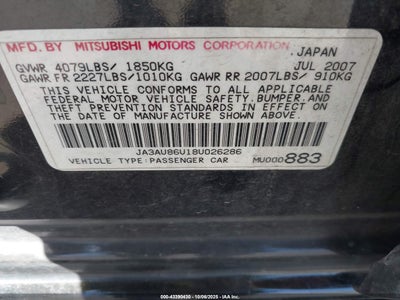 MFD.BY MITSUBISHI MOTORS CORPORATION
JAPAN
GVWR 4079LBS/ 1850KG JUL 2007
GAWR FR 2227LBS/1010KG GAWR RR 2007LBS/ 910KG
THIS VEHICLE CONFORMS TO ALL APPLICABLE
FEDERAL MOTOR VEHICLE SAFETY, BUMPER, AND
THEFT PREVENTION STANDARDS IN EFFECT ON
THE DATE OF MANUFACTURE SHOWN ABOVE.
JA3AU86U18U026286
VEHICLE TYPE:PASSENGER CAR MU000883
000-43390430 - 10/06/2025 - IAA, LLC